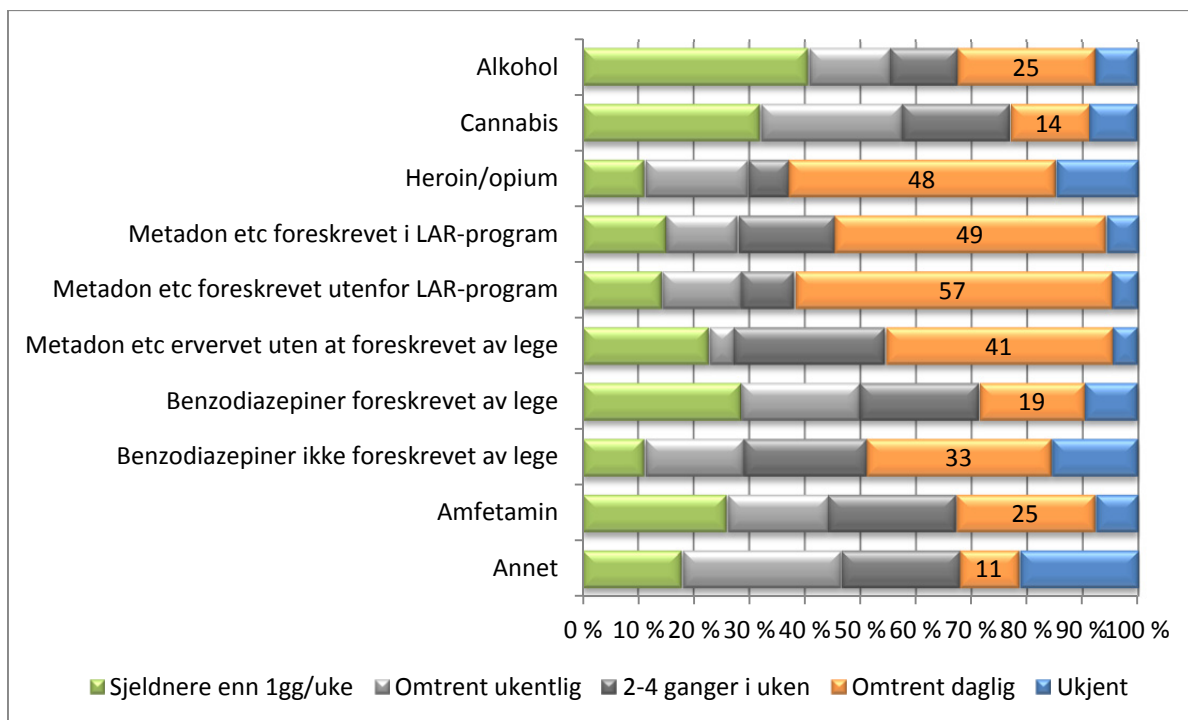 Alkohol
25
Cannabis
14
Heroin/opium
48
Metadon etc foreskrevet i LAR-program
49
Metadon etc foreskrevet utenfor LAR-program
57
Metadon etc ervervet uten at foreskrevet av lege
41
Benzodiazepiner foreskrevet av lege
19
Benzodiazepiner ikke foreskrevet av lege
33
Amfetamin
25
Annet
11
0 % 10 % 20 % 30 % 40 % 50 % 60 % 70 % 80 % 90 % 100 %
Sjeldnere enn 1gg/uke Omtrent ukentlig 2-4 ganger i uken Omtrent daglig Ukjent